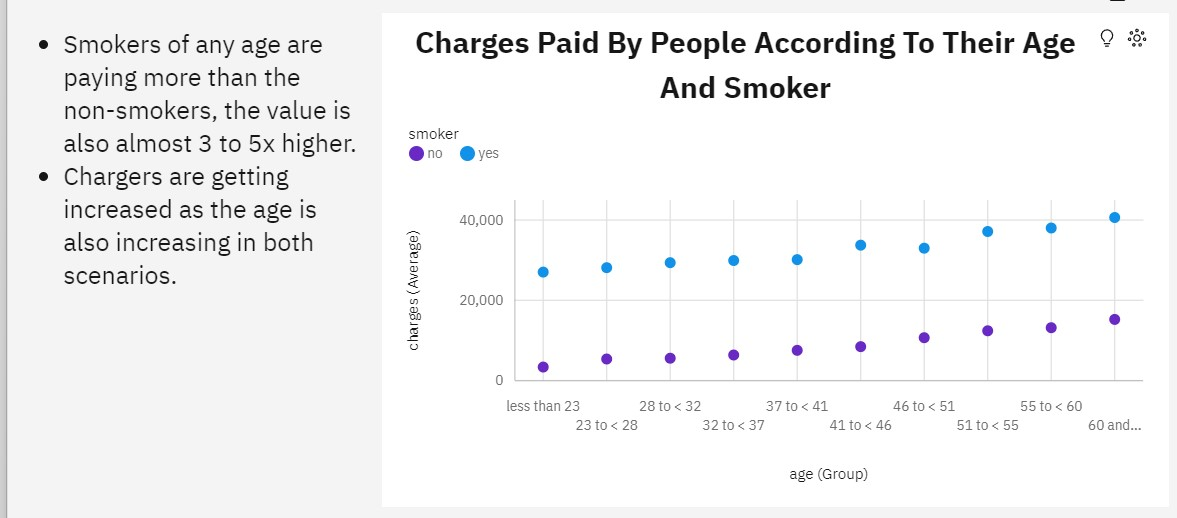 • Smokers of any age are
paying more than the
non-smokers, the value is
also almost 3 to 5x higher.
• Chargers are getting
increased as the age is
also increasing in both
scenarios.
Charges Paid By People According To Their Age
And Smoker
smoker
no yes
charges (Average)
40,000
20,000
0
less than 23
23 to < 28
28 to < 32
32 to < 37
37 to < 41
41 to < 46
46 to < 51
51 to < 55
55 to < 60
60 and...
age (Group)